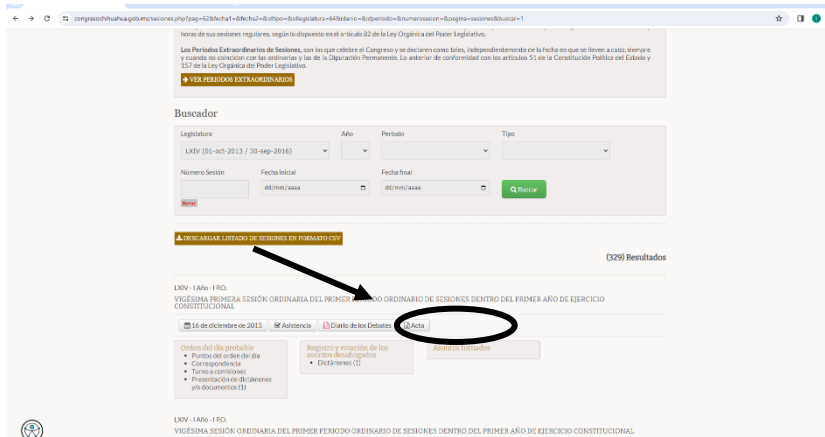 congresochihuahua.gob.mx/sesiones.php?pag=62&fecha1=&fecha2=&idtipo=&idlegislatura=64&idanio=&idperiodo=&numerosesion=&pagina=sesiones&buscar=1
horas de sus sesiones regulares, según lo dispuesto en el artículo 82 de la Ley Orgánica del Poder Legislativo.
Los Periodos Extraordinarios de Sesiones, son los que celebre el Congreso y se declaren como tales, independientemente de la fecha en que se lleven a cabo, siempre
y cuando no coincidan con las ordinarias y las de la Diputación Permanente. Lo anterior de conformidad con los artículos 51 de la Constitución Política del Estado y
157 de la Ley Orgánica del Poder Legislativo.
VER PERIODOS EXTRAORDINARIOS
Buscador
Legislatura Año Periodo Tipo
LXIV (01-oct-2013 / 30-sep-2016)
Número Sesión Fecha inicial Fecha final
dd/mm/aaaa dd/mm/aaaa Buscar
Borrar
DESCARGAR LISTADO DE SESIONES EN FORMATO CSV
(329) Resultados
LXIV - I Año - I P.O.
VIGÉSIMA PRIMERA SESIÓN ORDINARIA DEL PRIMER PERIODO ORDINARIO DE SESIONES DENTRO DEL PRIMER AÑO DE EJERCICIO
CONSTITUCIONAL
16 de diciembre de 2013 Asistencia Diario de los Debates Acta
Orden del día probable Registro y votación de los Asuntos turnados
asuntos desahogados
Puntos del orden del día
Correspondencia Dictámenes (1)
Turno a comisiones
Presentación de dictámenes
y/o documentos (1)
LXIV - I Año - I P.O.
VIGÉSIMA SESIÓN ORDINARIA DEL PRIMER PERIODO ORDINARIO DE SESIONES DENTRO DEL PRIMER AÑO DE EJERCICIO CONSTITUCIONAL